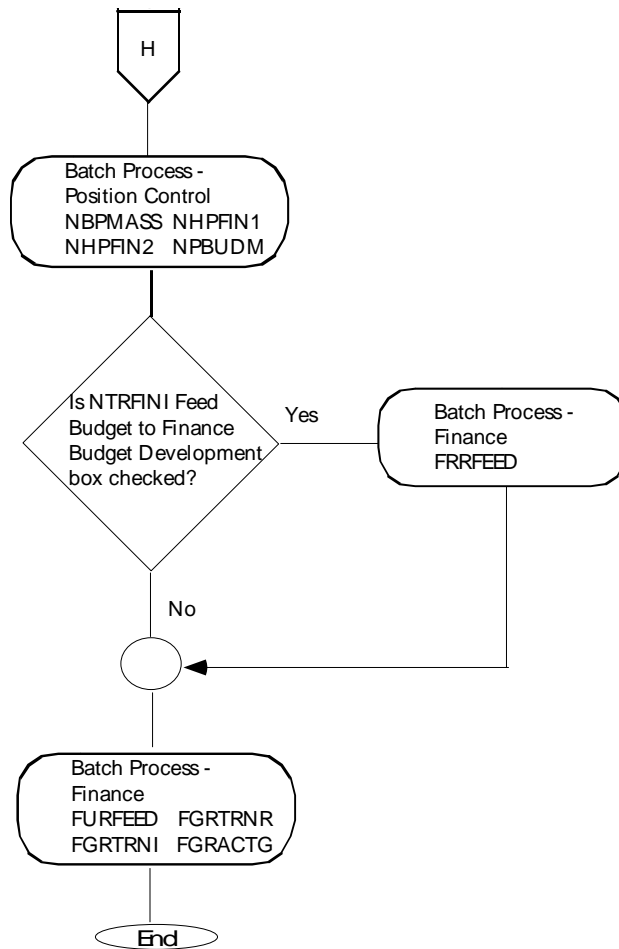 H
Batch Process -
Position Control
NBPMASS NHPFIN1
NHPFIN2 NPBUDM
Is NTRFINI Feed
Budget to Finance
Budget Development
box checked?
Yes
Batch Process -
Finance
FRRFEED
No
Batch Process -
Finance
FURFEED FGRTRNR
FGRTRNI FGRACTG
End